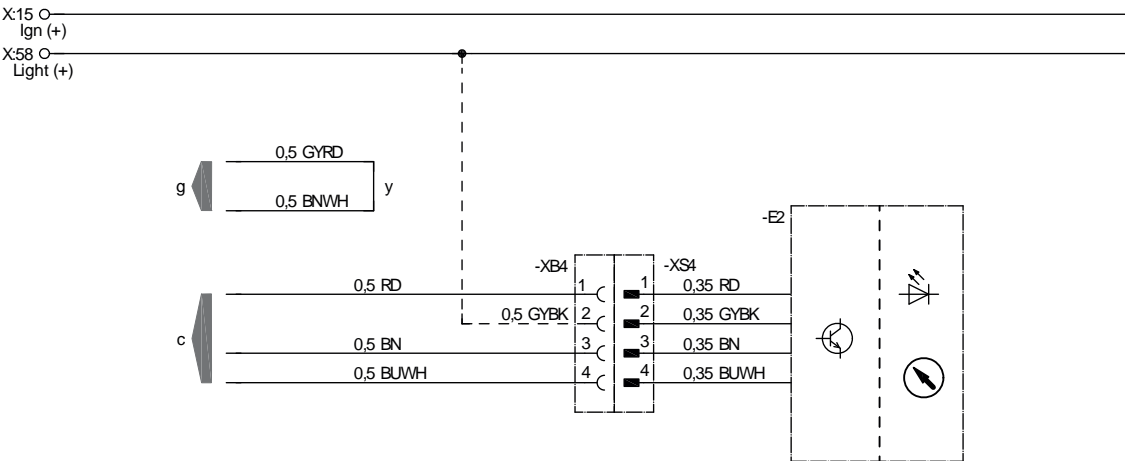 X:15
Ign (+)
X:58
Light (+)
0,5 GYRD
g
y
0,5 BNWH
-E2
-XB4
-XS4
0,5 RD
1
1
0,35 RD
0,5 GYBK
2
2
0,35 GYBK
c
0,5 BN
3
3
0,35 BN
0,5 BUWH
4
4
0,35 BUWH